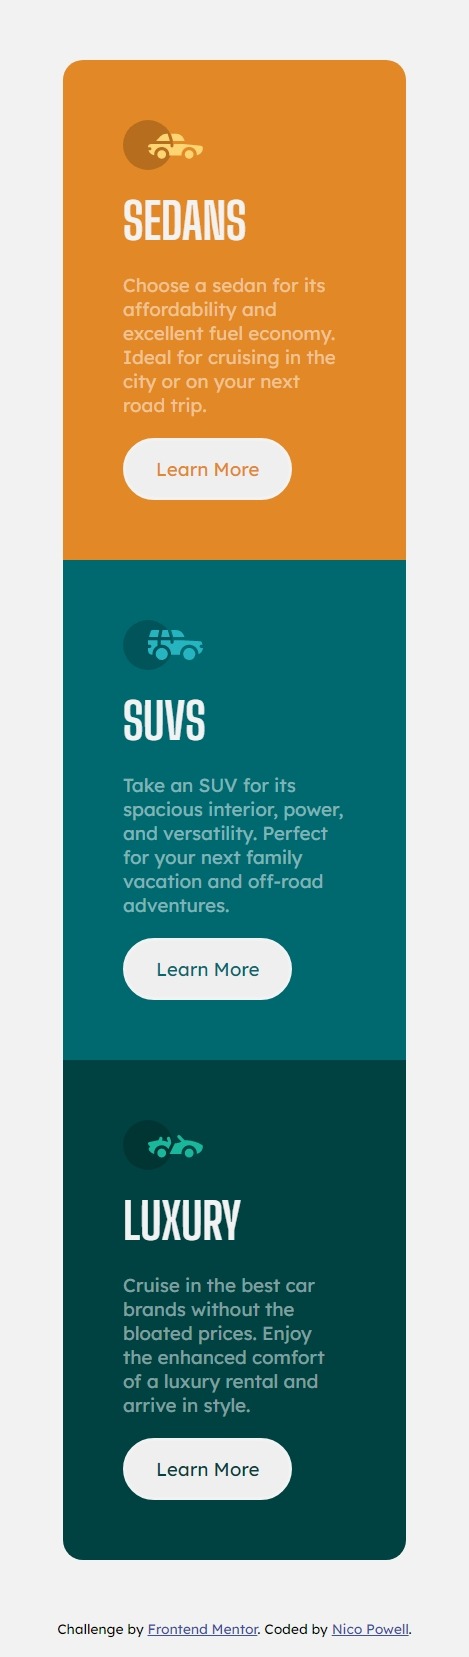 SEDANS
Choose a sedan for its
affordability and
excellent fuel economy.
Ideal for cruising in the
city or on your next
road trip.
Learn More
SUVS
Take an SUV for its
spacious interior, power,
and versatility. Perfect
for your next family
vacation and off-road
adventures.
Learn More
LUXURY
Cruise in the best car
brands without the
bloated prices. Enjoy
the enhanced comfort
of a luxury rental and
arrive in style.
Learn More
Challenge by Frontend Mentor. Coded by Nico Powell.